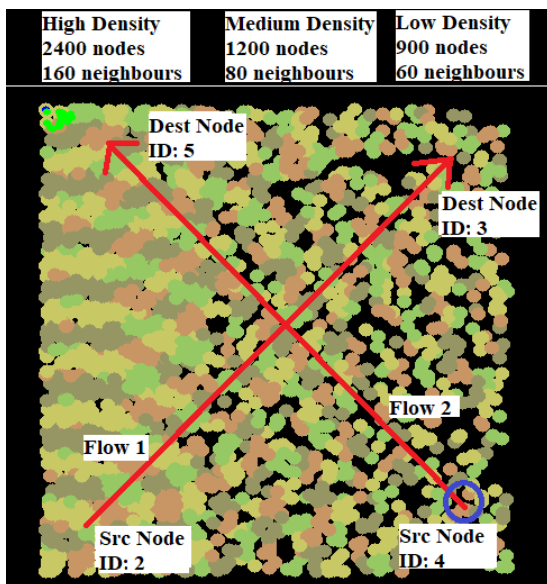 High Density
2400 nodes
160 neighbours
Medium Density
1200 nodes
80 neighbours
Low Density
900 nodes
60 neighbours
Dest Node
ID: 5
Dest Node
ID: 3
Flow 1
Flow 2
Src Node
ID: 2
Src Node
ID: 4